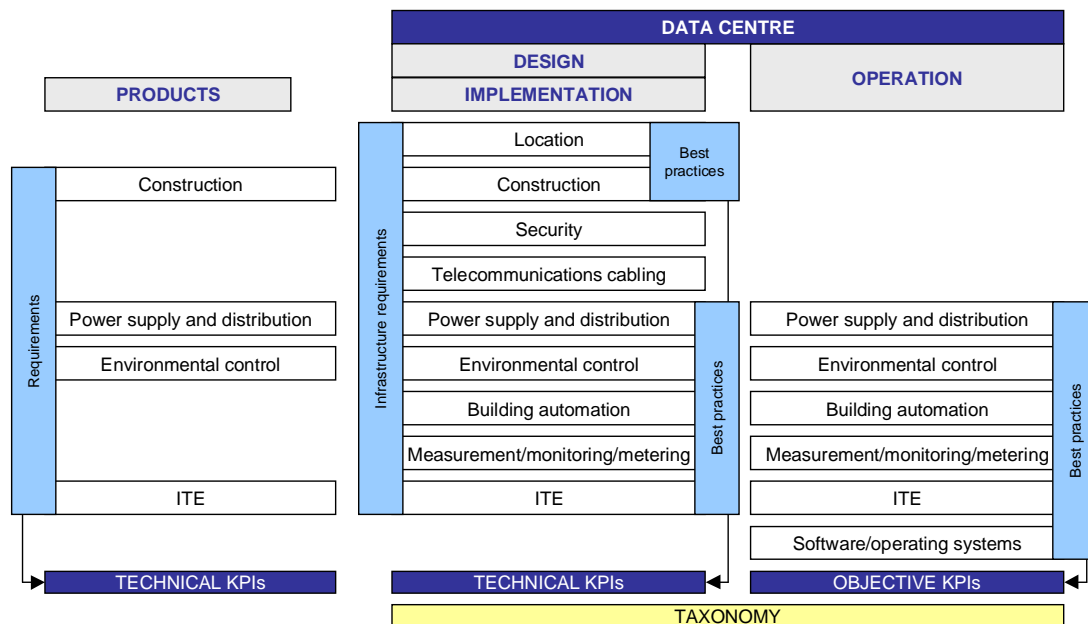 DATA CENTRE
DESIGN
OPERATION
PRODUCTS
IMPLEMENTATION
Location
Best
practices
Construction
Construction
Security
Telecommunications cabling
Requirements
Infrastructure requirements
Power supply and distribution
Power supply and distribution
Power supply and distribution
Environmental control
Environmental control
Environmental control
Building automation
Building automation
Best practices
Best practices
Measurement/monitoring/metering
Measurement/monitoring/metering
ITE
ITE
ITE
Software/operating systems
TECHNICAL KPIs
TECHNICAL KPIs
OBJECTIVE KPIs
TAXONOMY